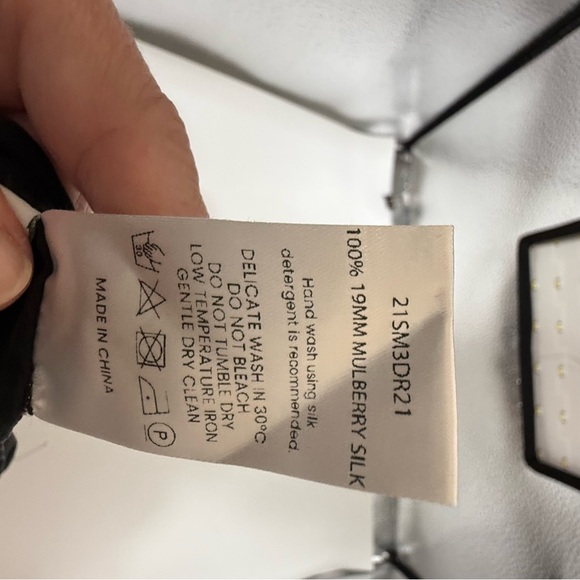 21SM3DR21
100% 19MM MULBERRY SILK
Hand wash using silk
detergent is recommended.
DELICATE WASH IN 30°C
DO NOT BLEACH
DO NOT TUMBLE DRY
LOW TEMPERATURE IRON
GENTLE DRY CLEAN
30
P
MADE IN CHINA